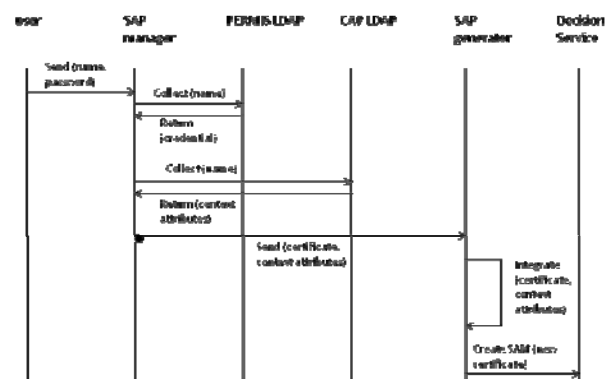 user
SAP
manager
PERMIS LDAP
CAP LDAP
SAP
generator
Decision
Service
Send (name,
password)
Collect (name)
Return
(credential)
Collect (name)
Return (context
attributes)
Send (certificate,
context attributes)
Integrate
(certificate,
context
attributes)
Create SAM (new
certificate)